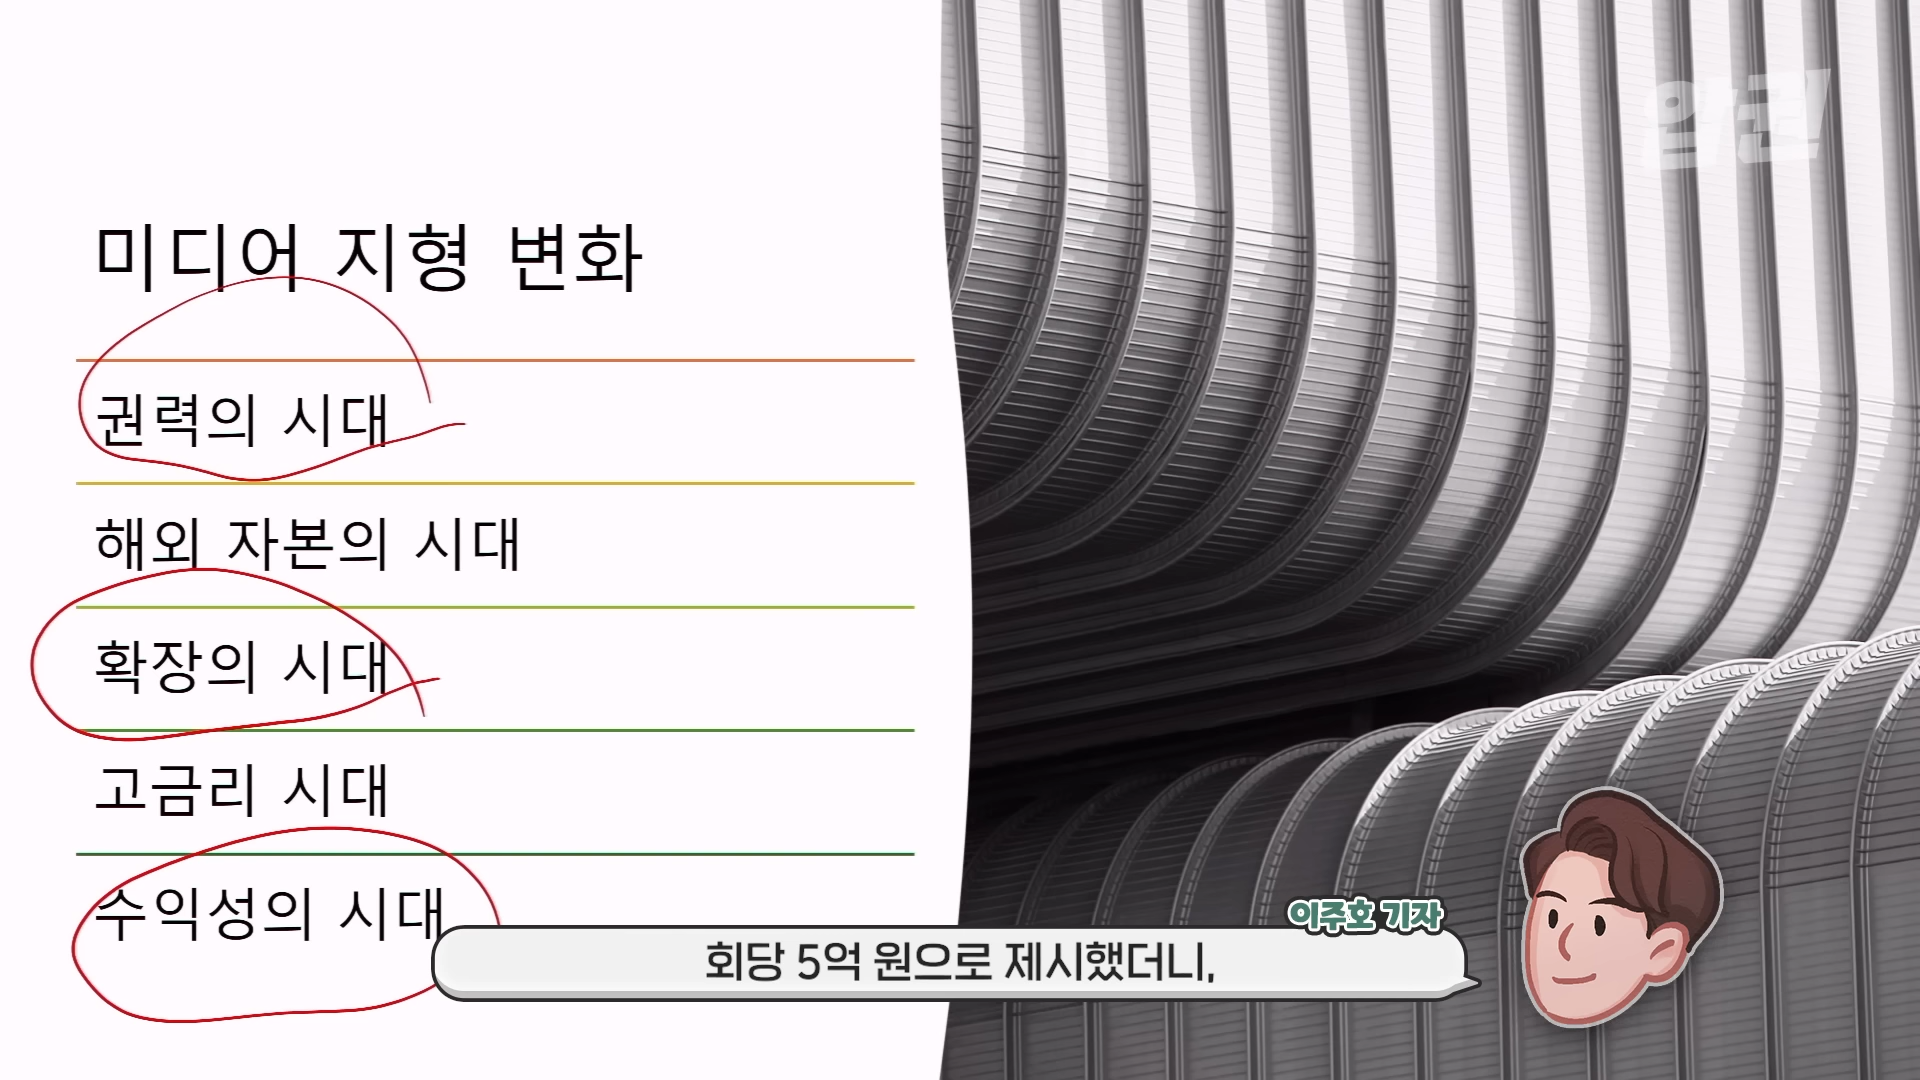 압권
미디어 지형 변화
권력의 시대
해외 자본의 시대
확장의 시대
고금리 시대
수익성의 시대
이주호 기자
회당 5억 원으로 제시했더니,